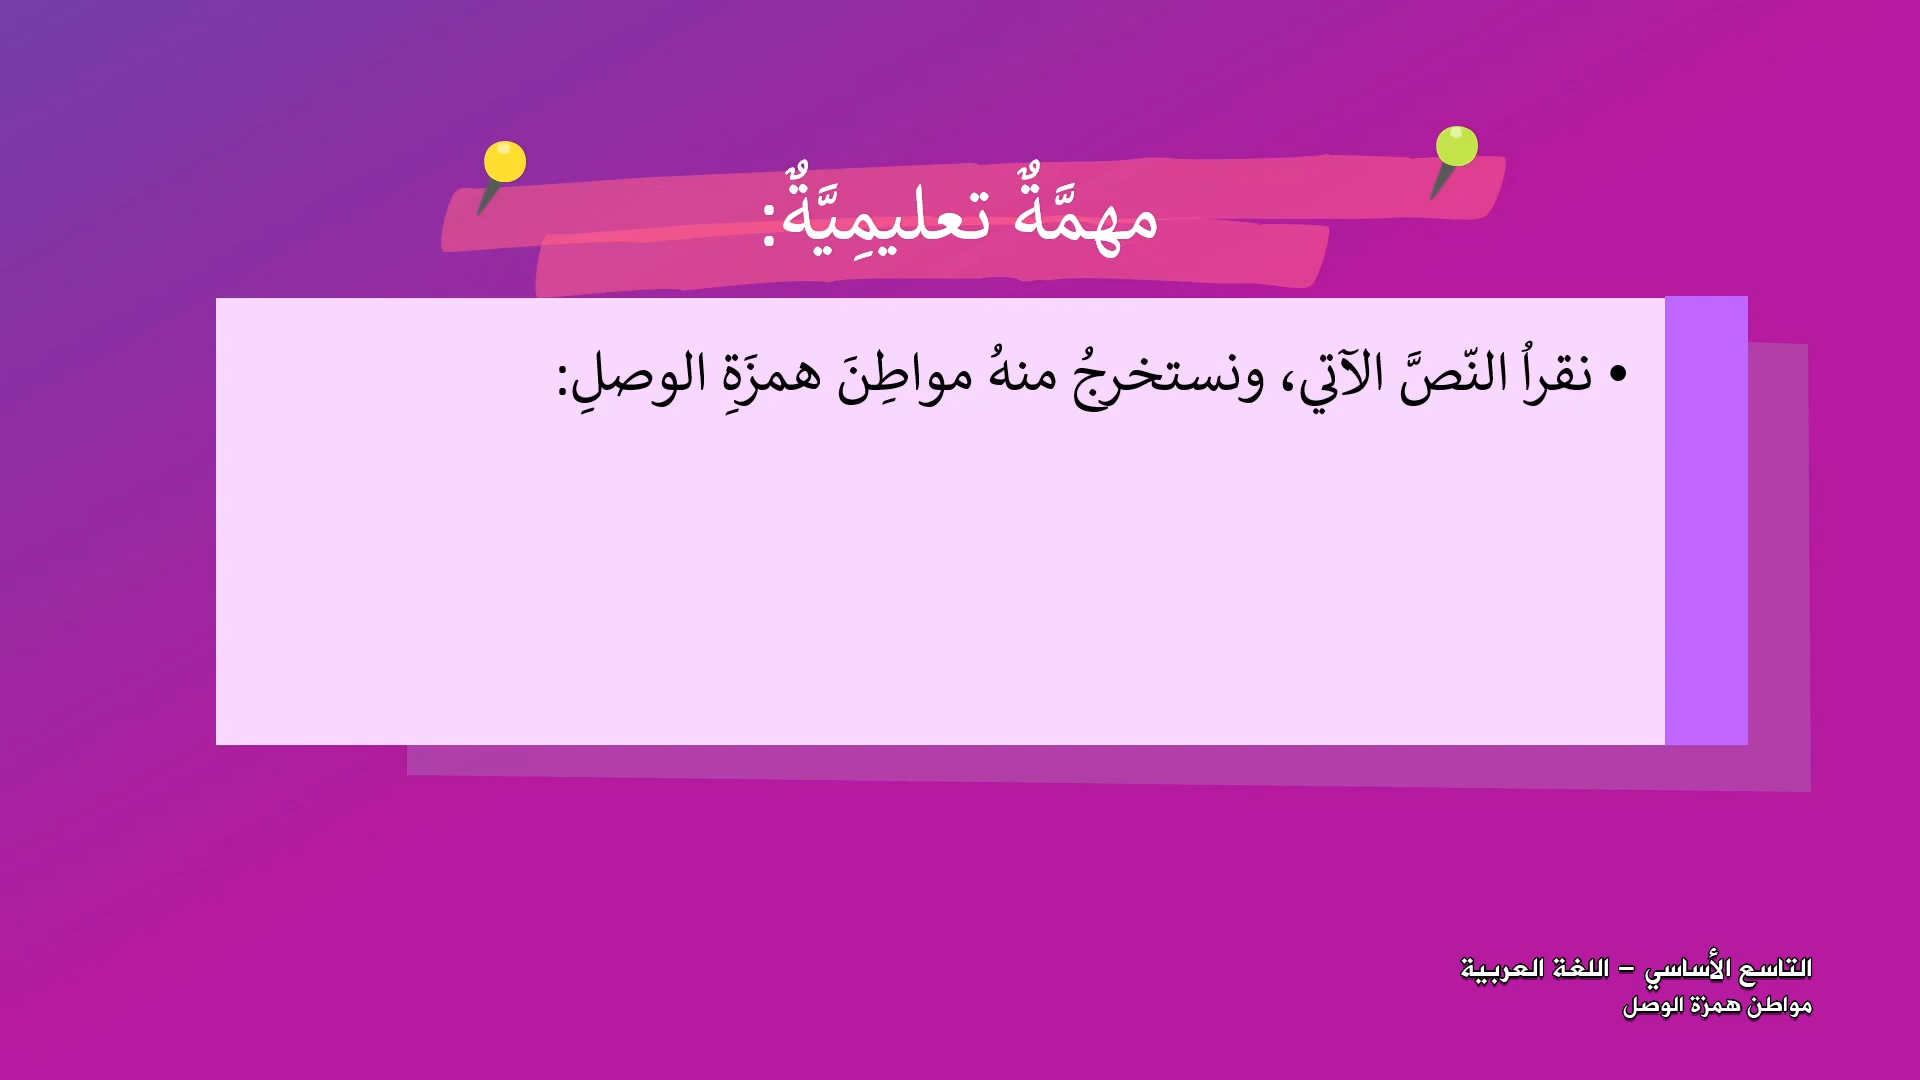 مهمَّةٌ تعليمِيَّةٌ:
• نقرأُ النّصَّ الآتي، ونستخرجُ منهُ مواطِنَ همزَةِ الوصلِ:
التاسع الأساسي – اللغة العربية
مواطن همزة الوصل